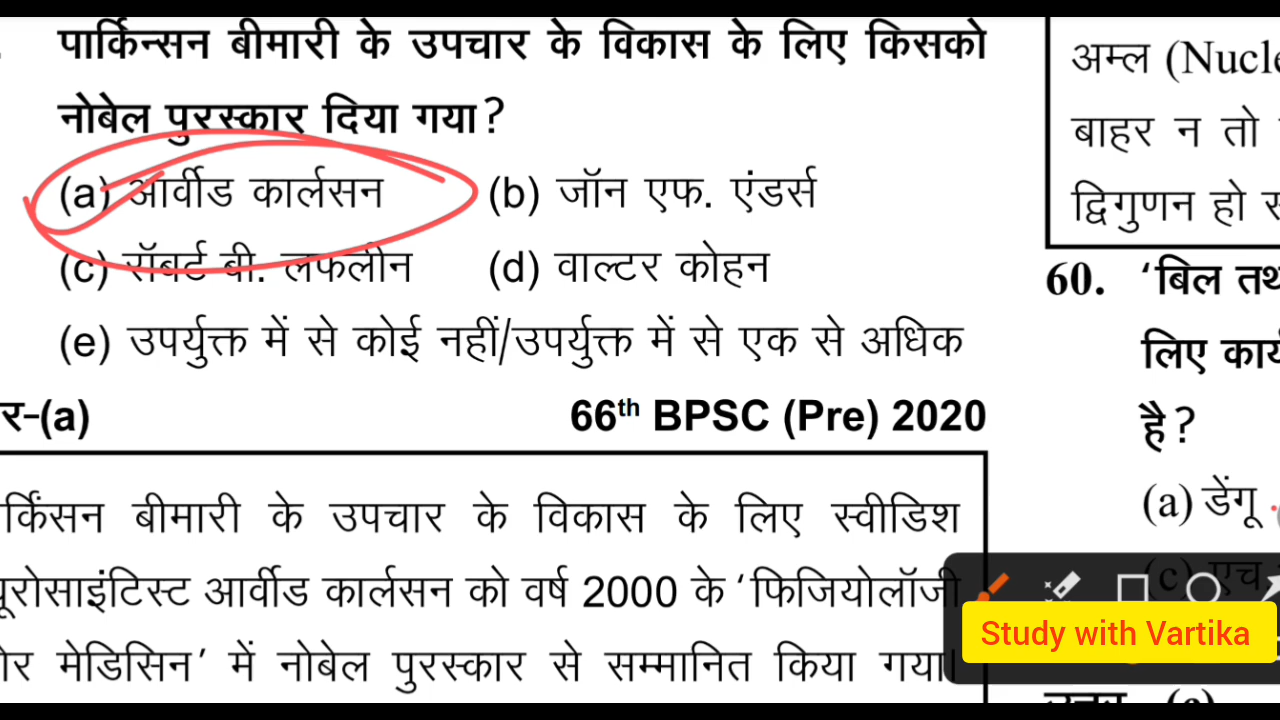 पार्किन्सन बीमारी के उपचार के विकास के लिए किसको
नोबेल पुरस्कार दिया गया?
(a) आर्वीड कार्लसन (b) जॉन एफ. एंडर्स
(c) रॉबर्ट बी. लफलीन (d) वाल्टर कोहन
(e) उपर्युक्त में से कोई नहीं/उपर्युक्त में से एक से अधिक
र-(a) 66th BPSC (Pre) 2020
र्किंसन बीमारी के उपचार के विकास के लिए स्वीडिश
यूरोसाइंटिस्ट आर्वीड कार्लसन को वर्ष 2000 के ‘फिजियोलॉजी
ोर मेडिसिन’ में नोबेल पुरस्कार से सम्मानित किया गया
अम्ल (Nucle
बाहर न तो
द्विगुणन हो स
60. ‘बिल तथ
लिए कार्य
है?
(a) डेंगू
(c) एच
Study with Vartika